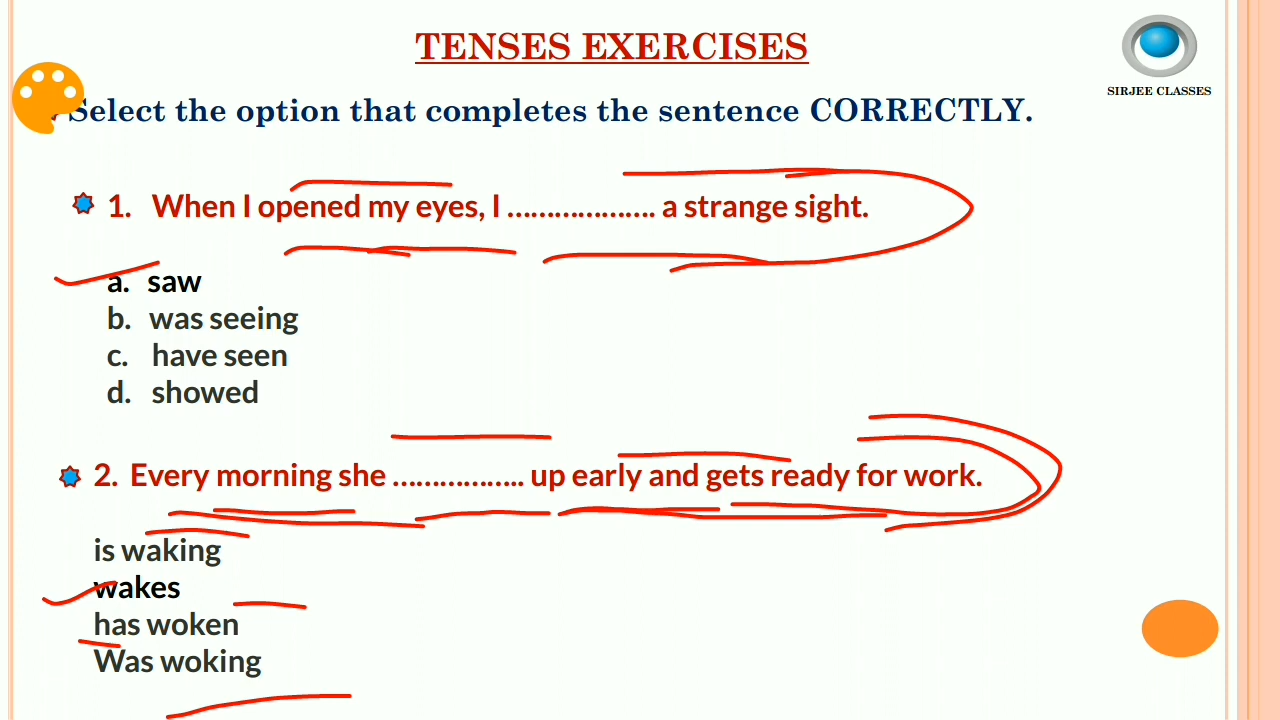 TENSES EXERCISES
SIRJEE CLASSES
Select the option that completes the sentence CORRECTLY.
1. When I opened my eyes, I ………………. a strange sight.
a. saw
b. was seeing
c. have seen
d. showed
2. Every morning she …………….. up early and gets ready for work.
is waking
wakes
has woken
Was woking